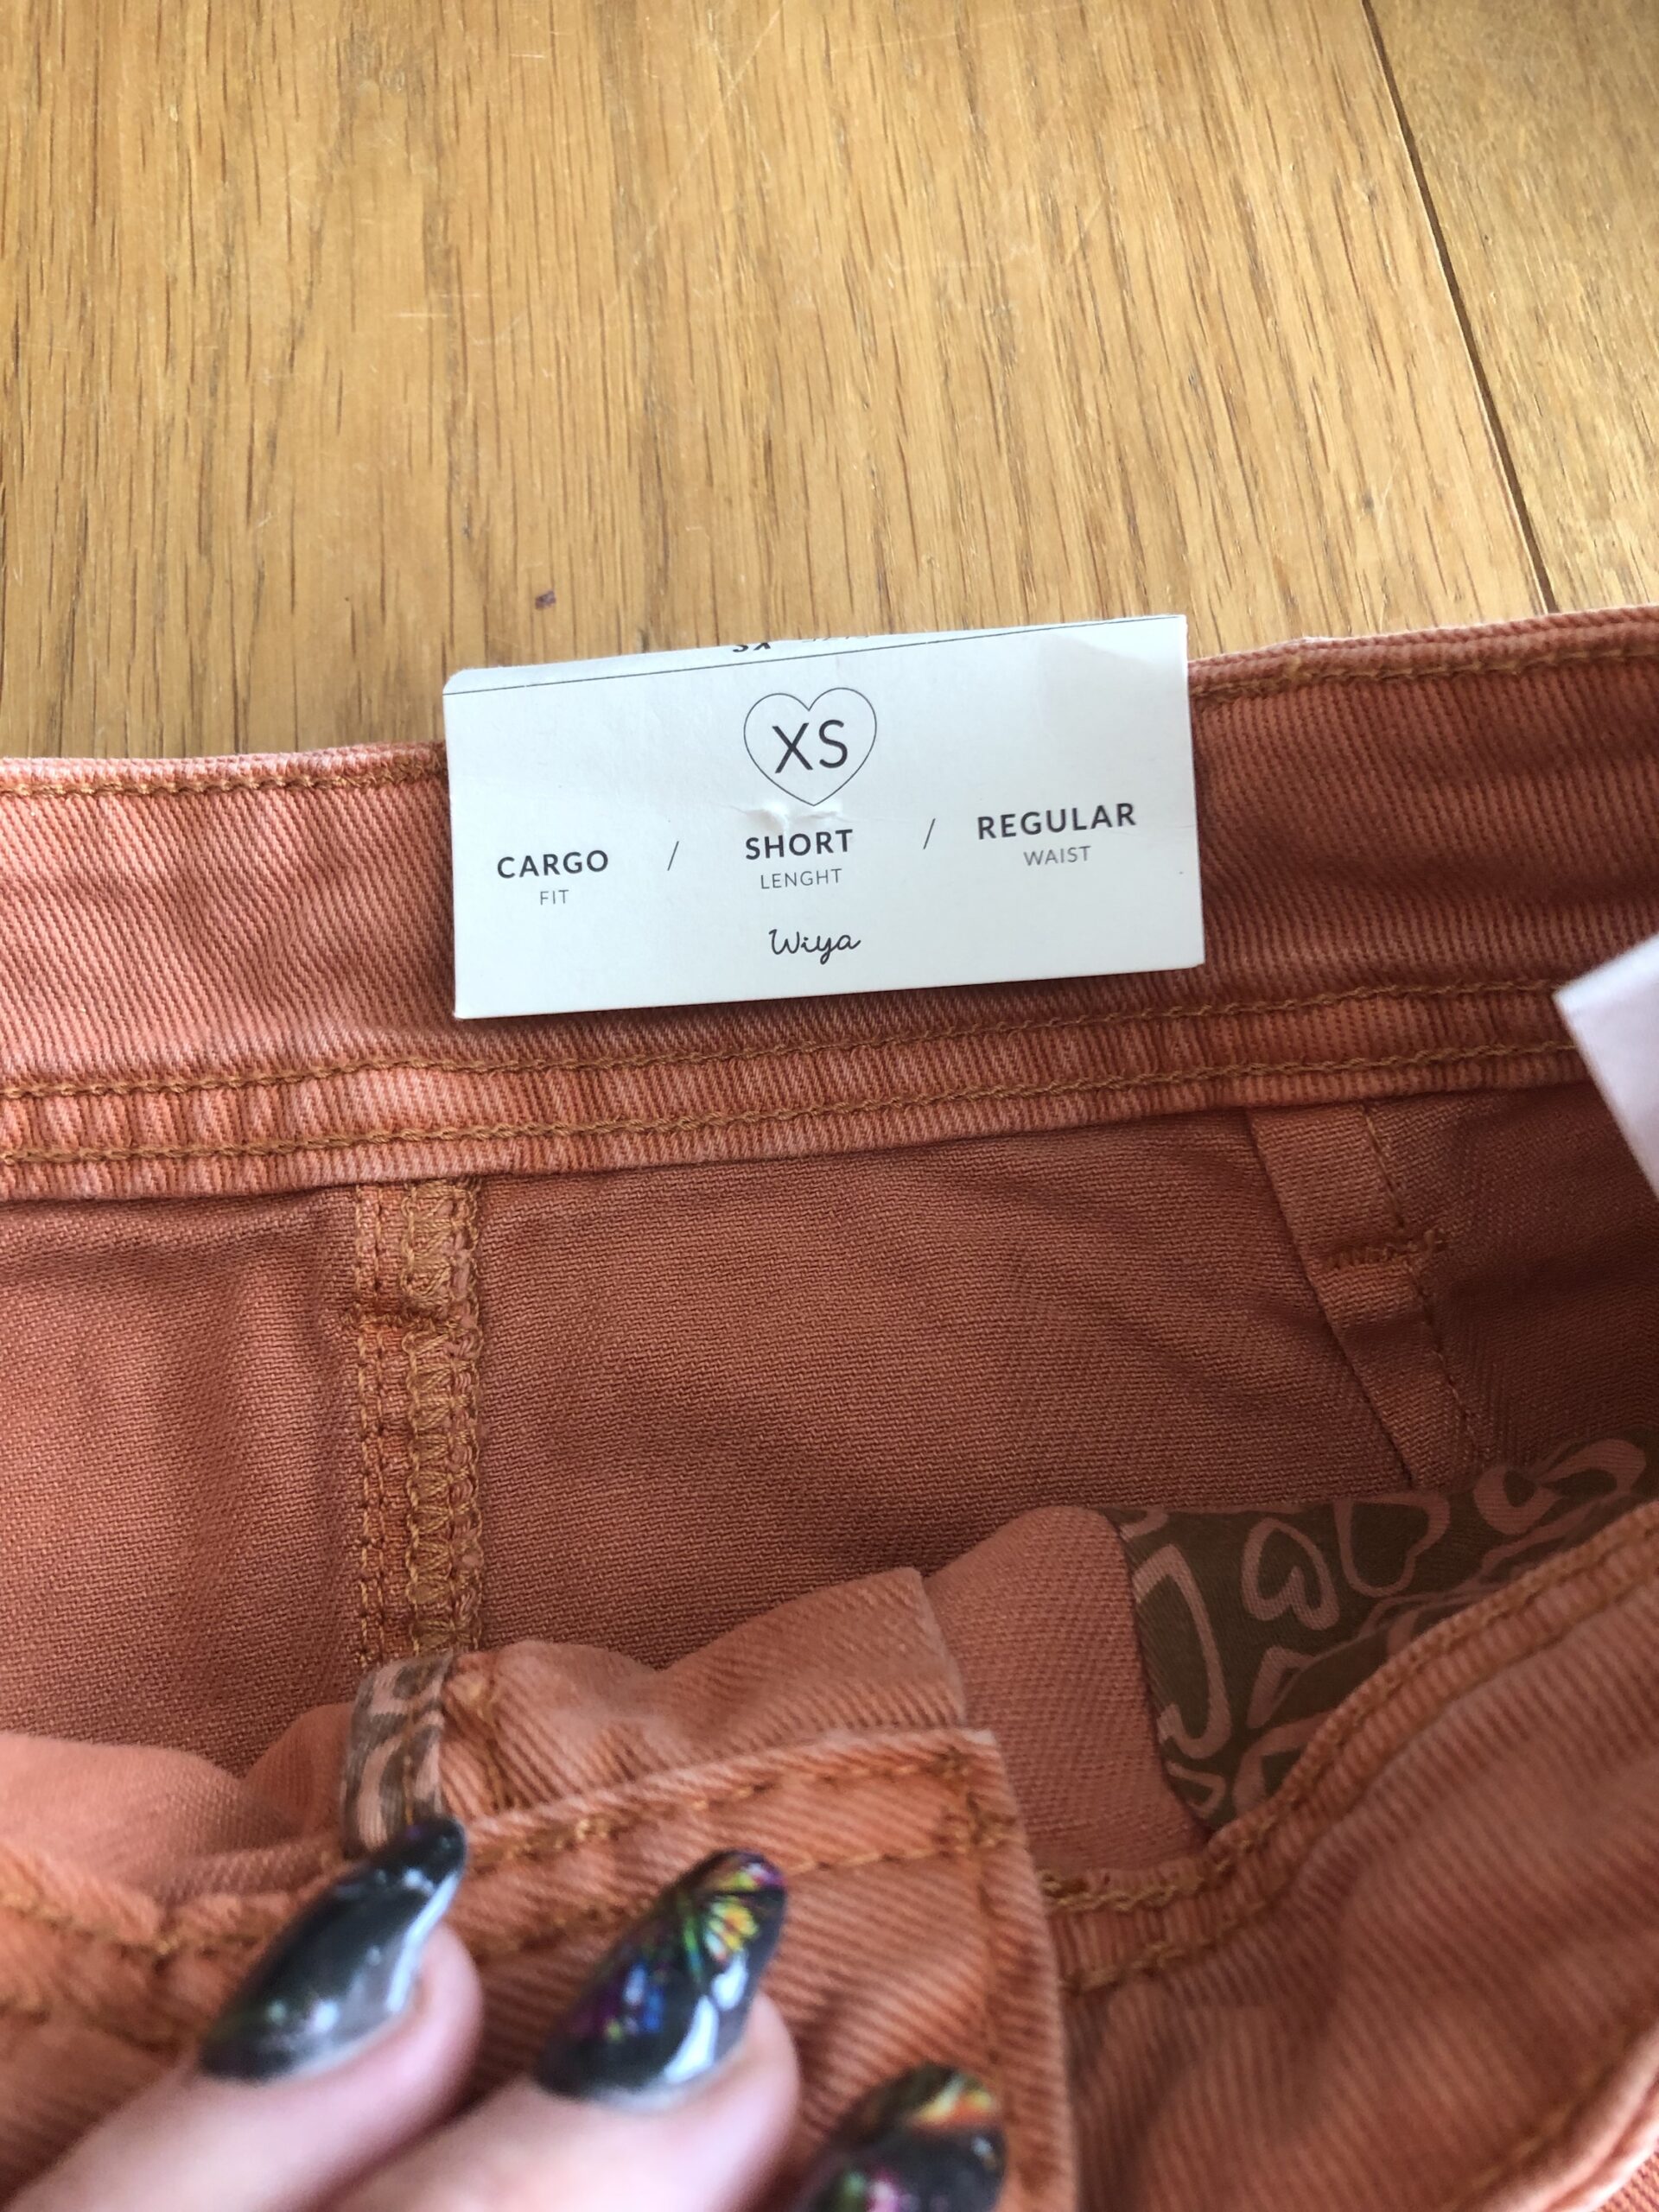 XS
CARGO / SHORT / REGULAR
FIT LENGHT WAIST
Wiya